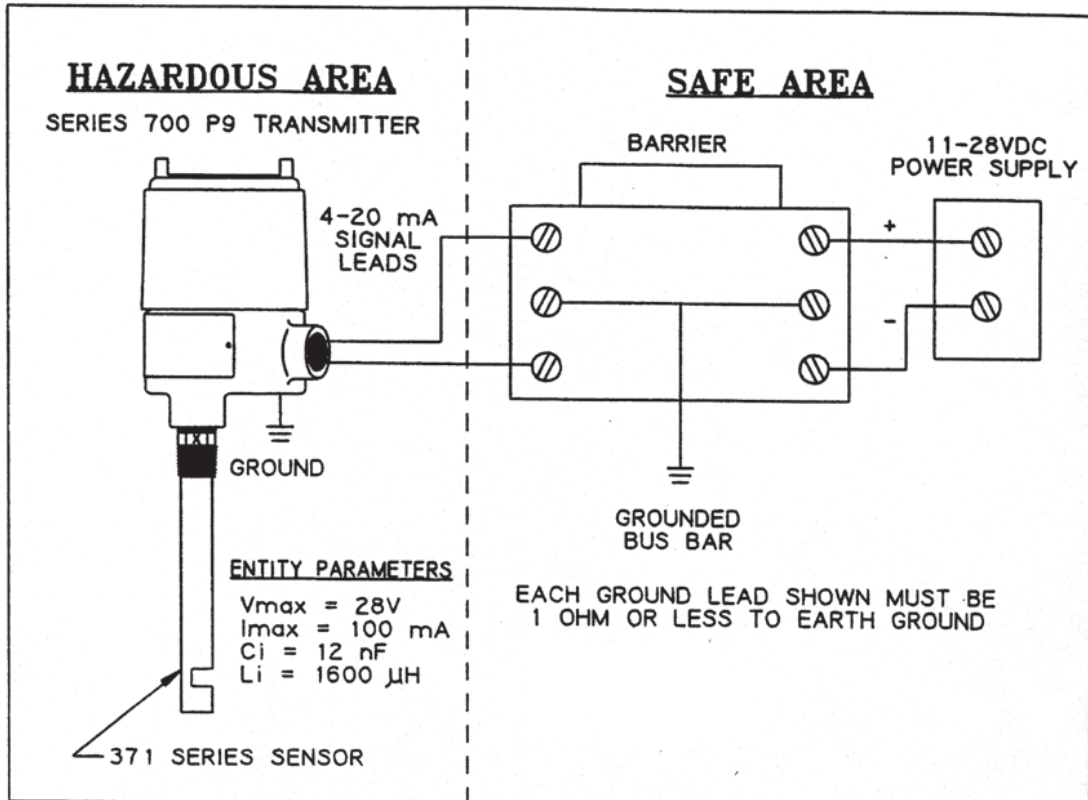 HAZARDOUS AREA
SERIES 700 P9 TRANSMITTER
4-20 mA
SIGNAL
LEADS
GROUND
ENTITY PARAMETERS
Vmax = 28V
Imax = 100 mA
Ci = 12 nF
Li = 1600 μH
371 SERIES SENSOR
SAFE AREA
BARRIER
11-28VDC
POWER SUPPLY
+
-
GROUNDED
BUS BAR
EACH GROUND LEAD SHOWN MUST BE
1 OHM OR LESS TO EARTH GROUND